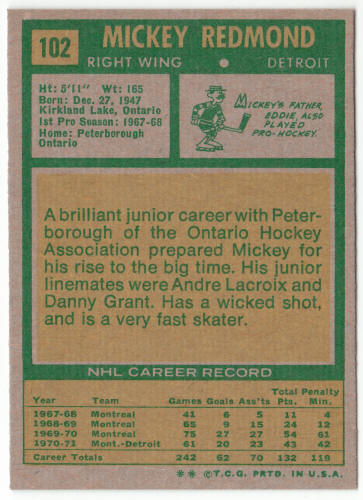 102 MICKEY REDMOND
RIGHT WING • DETROIT
Ht: 5'11" Wt: 165
Born: Dec. 27, 1947
Kirkland Lake, Ontario
1st Pro Season: 1967-68
Home: Peterborough
Ontario
MICKEY'S FATHER,
EDDIE, ALSO
PLAYED
PRO-HOCKEY.
A brilliant junior career with Peter-
borough of the Ontario Hockey
Association prepared Mickey for
his rise to the big time. His junior
linemates were Andre Lacroix and
Danny Grant. Has a wicked shot,
and is a very fast skater.
NHL CAREER RECORD
Total Penalty
Year Team Games Goals Ass'ts Pts. Min.
1967-68 Montreal 41 6 5 11 4
1968-69 Montreal 65 9 15 24 12
1969-70 Montreal 75 27 27 54 61
1970-71 Mont.-Detroit 61 20 23 43 42
Career Totals 242 62 70 132 119
** ©T.C.G. PRTD. IN U.S.A.